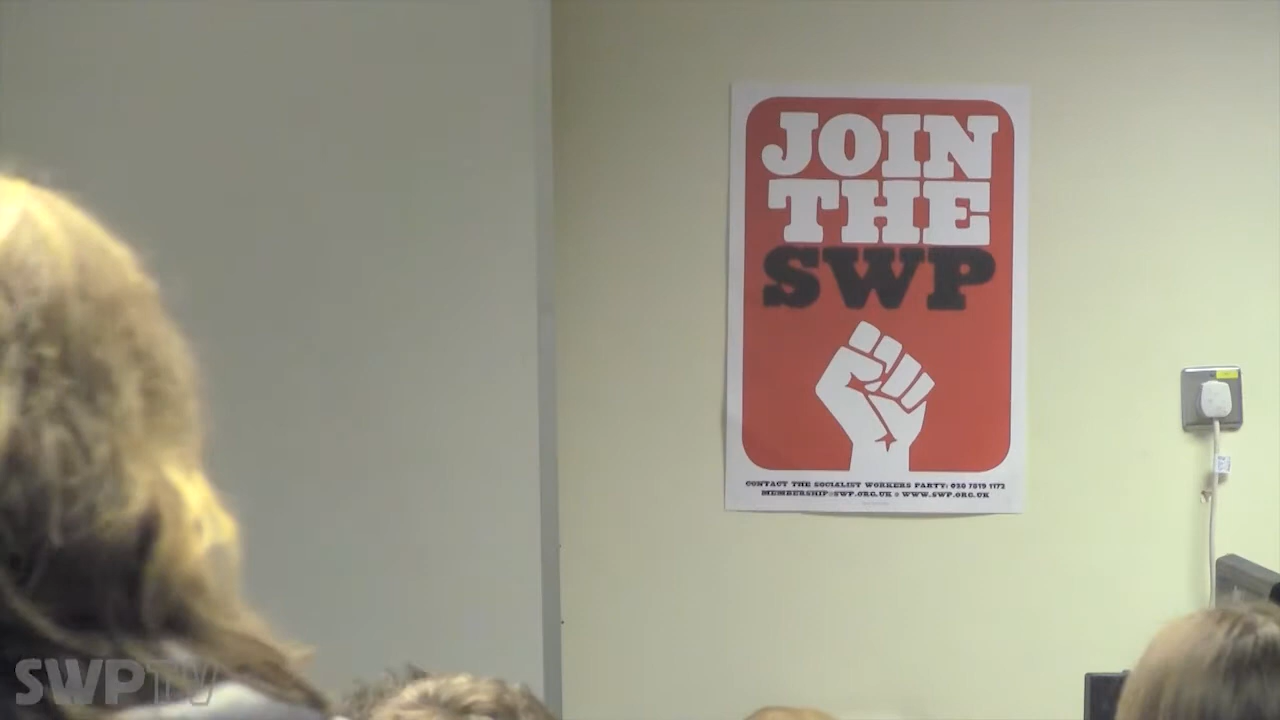 JOIN
THE
SWP
CONTACT THE SOCIALIST WORKERS PARTY: 020 7819 1172
MEMBERSHIP@SWP.ORG.UK WWW.SWP.ORG.UK
SWPTV